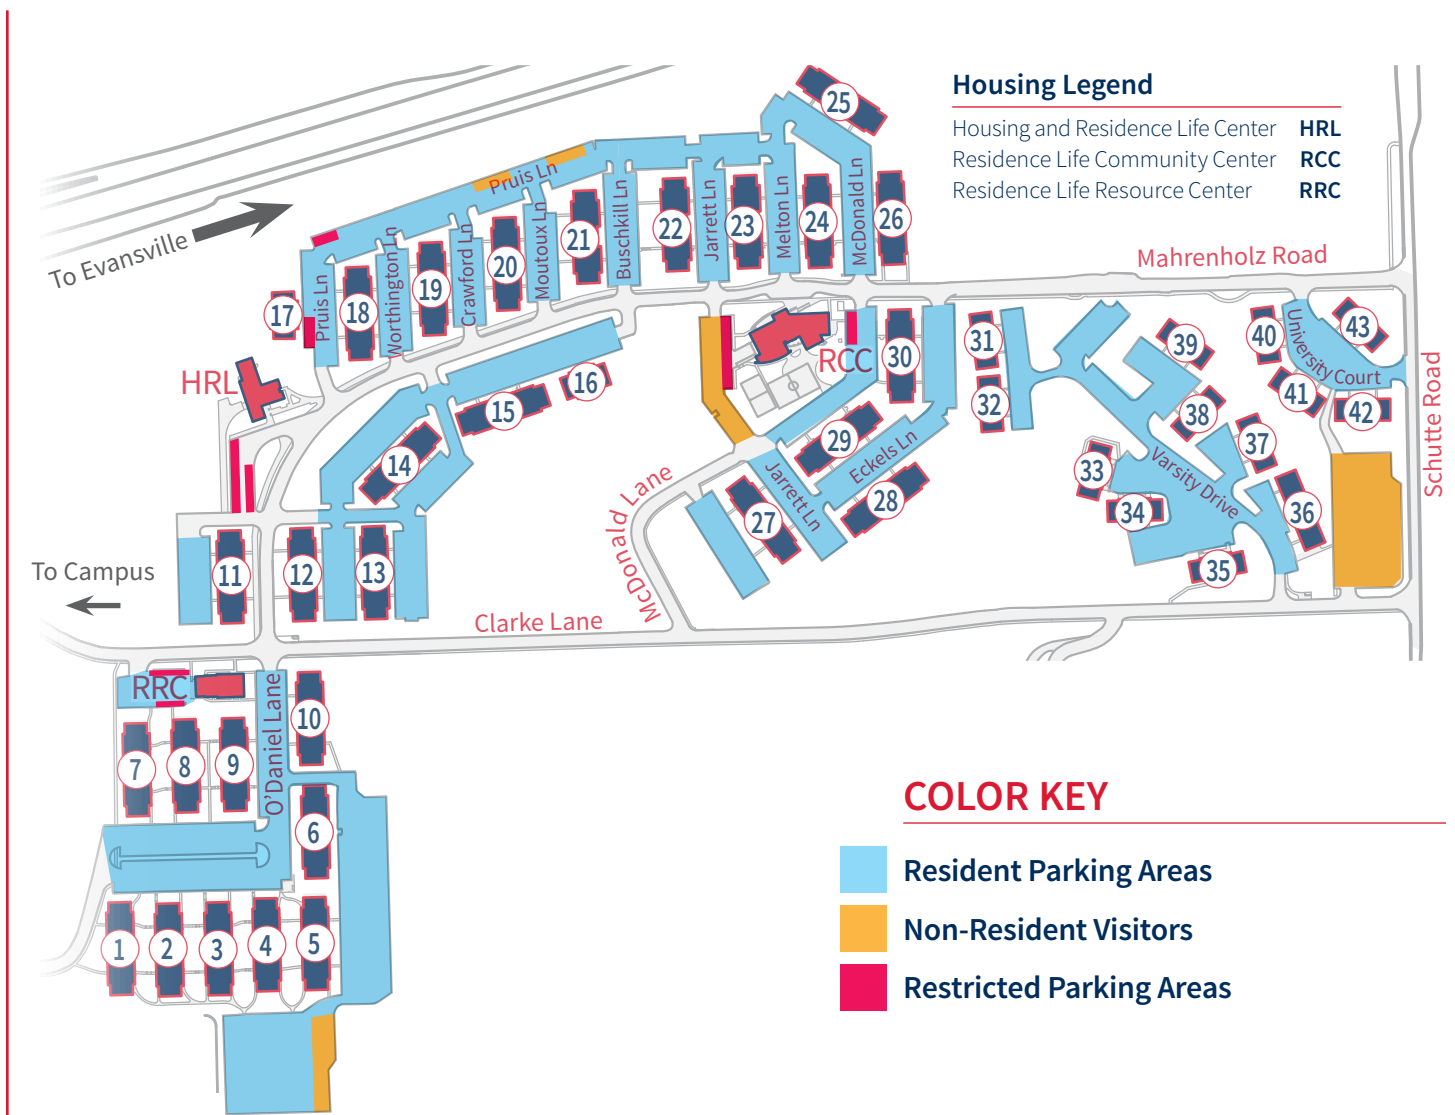 Housing Legend
Housing and Residence Life Center HRL
Residence Life Community Center RCC
Residence Life Resource Center RRC
25
Pruis Ln
To Evansville
17
Pruis Ln
18
Worthington Ln
19
Crawford Ln
20
Moutoux Ln
21
Buschkill Ln
22
Jarrett Ln
23
Melton Ln
24
McDonald Ln
26
Mahrenholz Road
HRL
16
15
14
RCC
30
31
32
29
Eckels Ln
28
Jarrett Ln
27
McDonald Lane
39
38
37
33
34
Varsity Drive
36
35
40
University Court
43
41
42
Schutte Road
To Campus
11
12
13
Clarke Lane
RRC
O'Daniel Lane
10
7
8
9
6
1
2
3
4
5
COLOR KEY
Resident Parking Areas
Non-Resident Visitors
Restricted Parking Areas